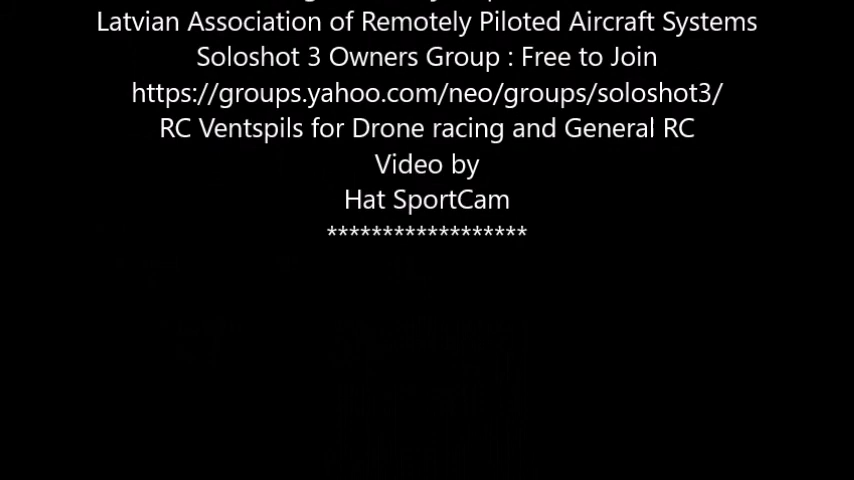 Latvian Association of Remotely Piloted Aircraft Systems
Soloshot 3 Owners Group : Free to Join
https://groups.yahoo.com/neo/groups/soloshot3/
RC Ventspils for Drone racing and General RC
Video by
Hat SportCam
******************